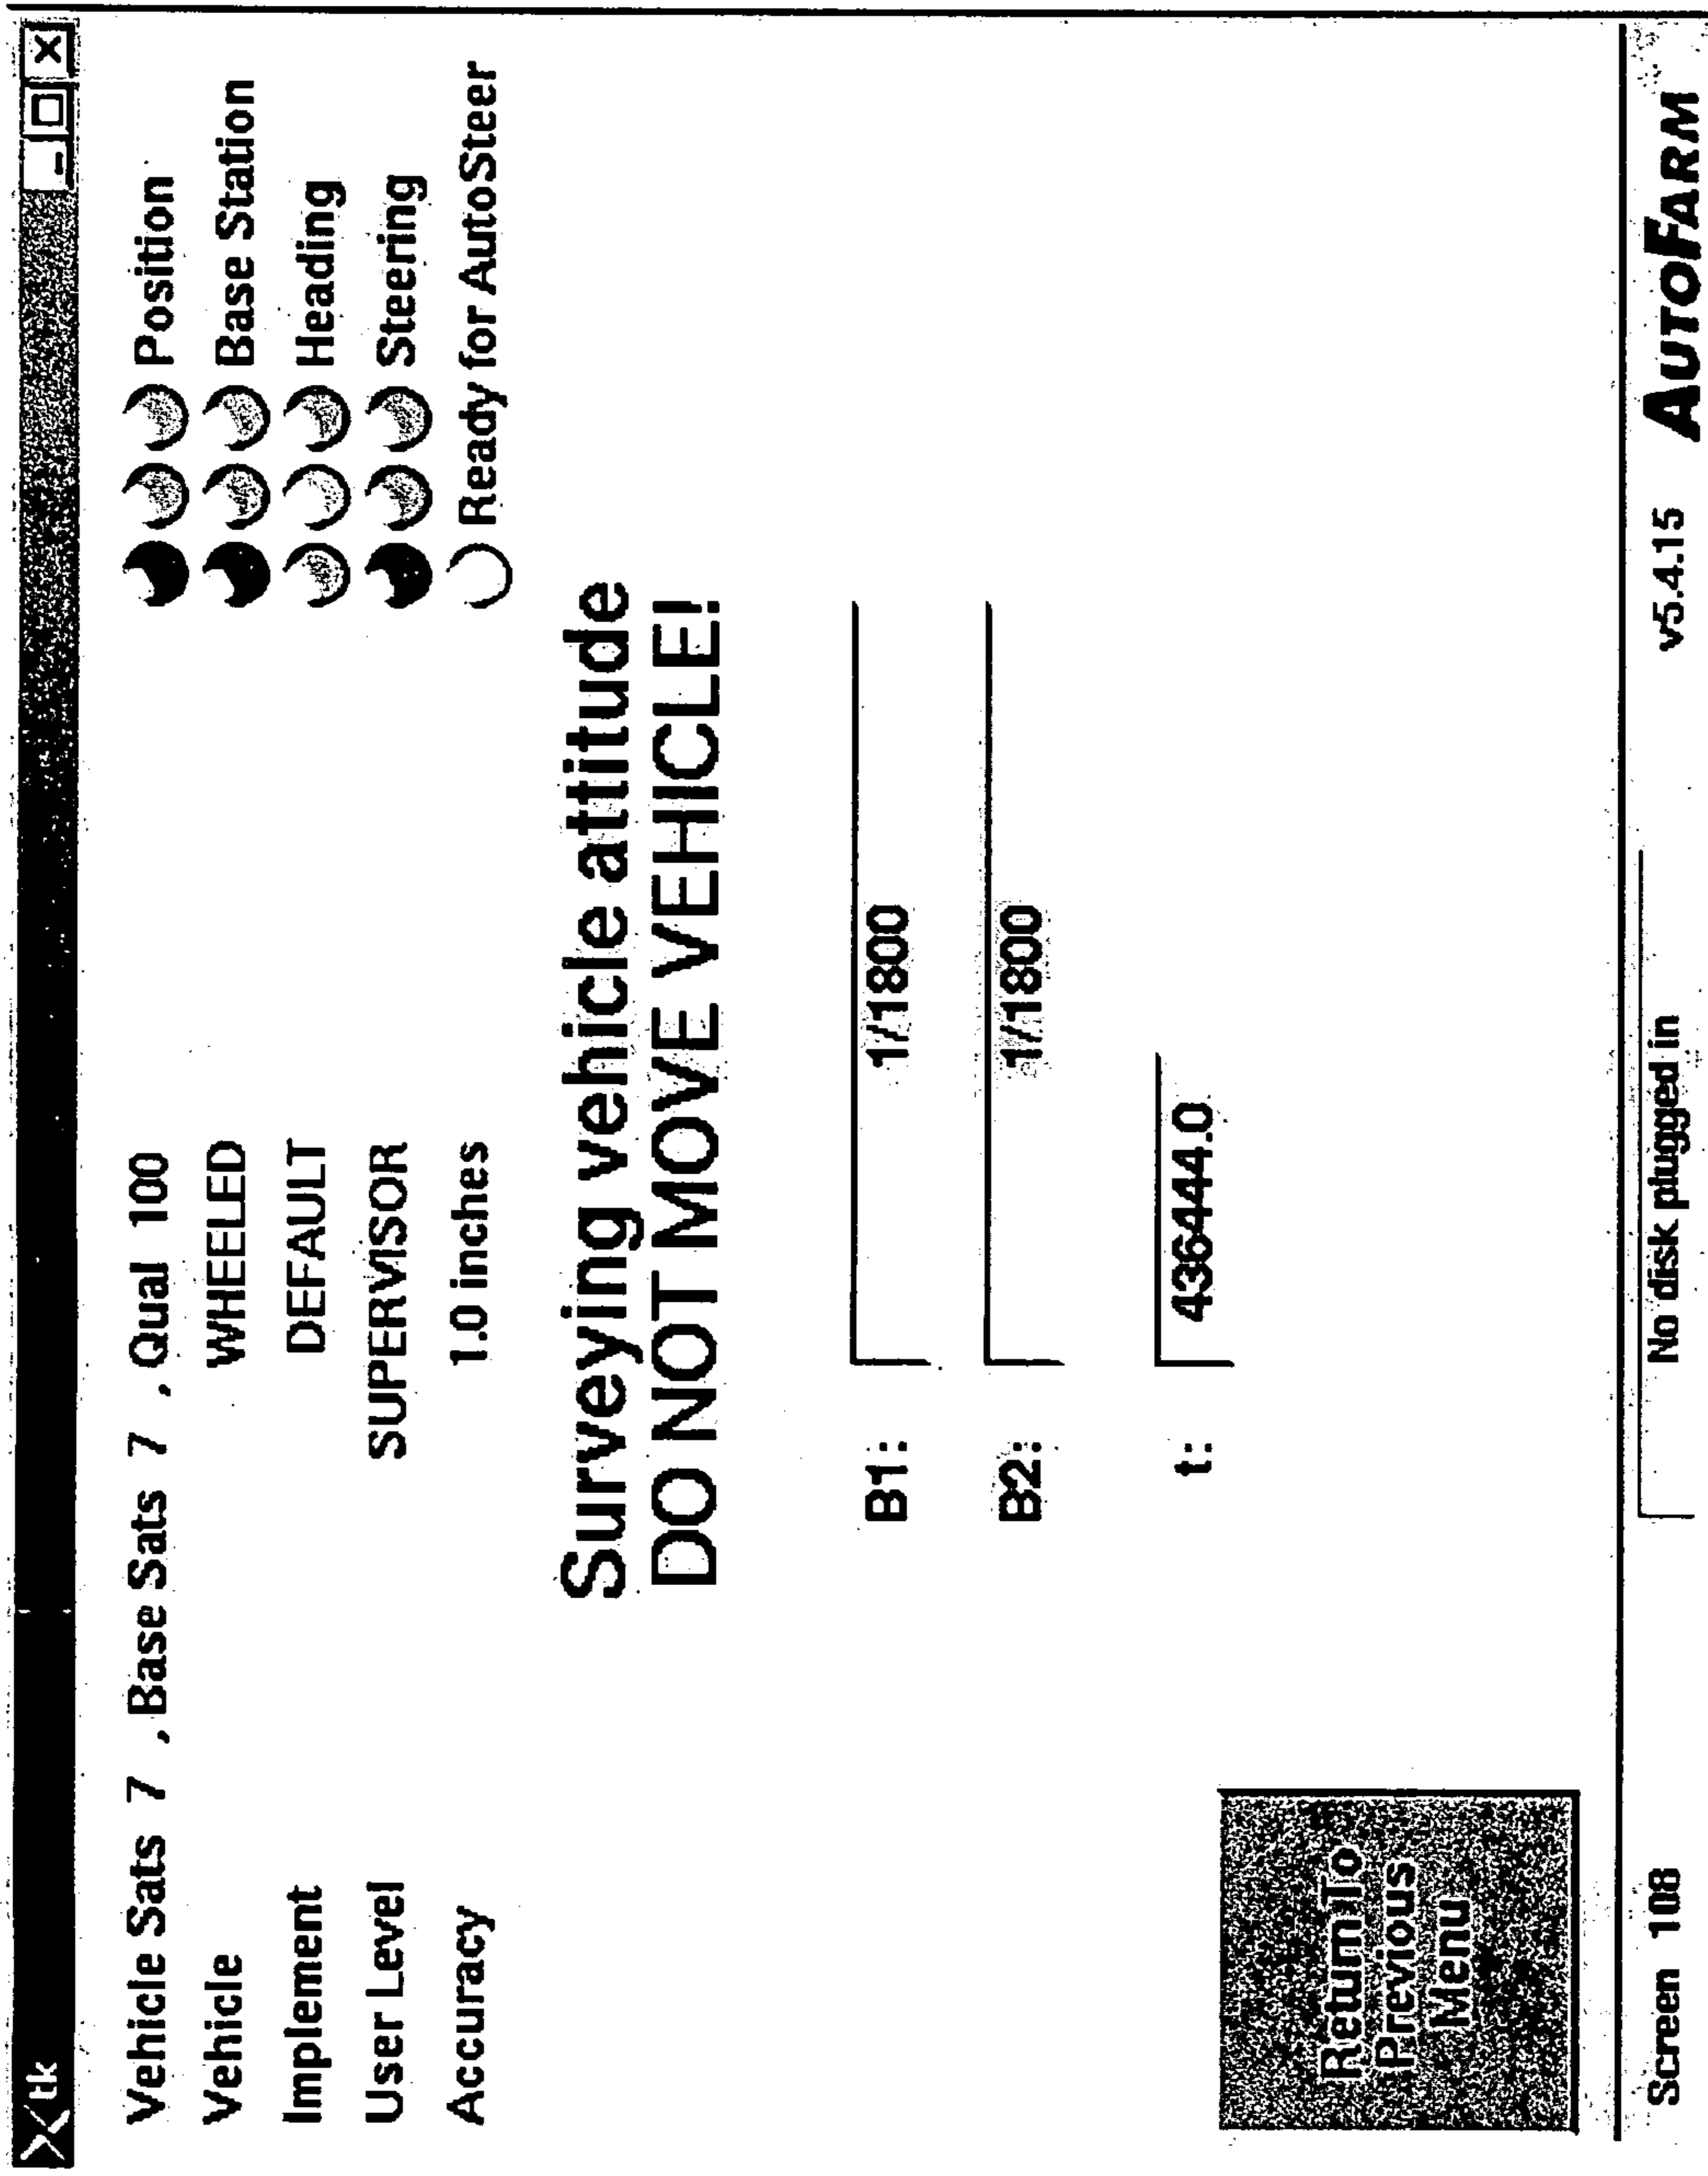 tk
Vehicle Sats 7 , Base Sats 7 , Qual 100
Position
Vehicle WHEELED
Base Station
Implement DEFAULT
Heading
User Level SUPERVISOR
Steering
Accuracy 1.0 inches
Ready for AutoSteer
Surveying vehicle attitude
DO NOT MOVE VEHICLE!
B1: 1/1800
B2: 1/1800
t: 436444.0
Return To
Previous
Menu
Screen 108
No disk plugged in
v5.4.15
AUTOFARM